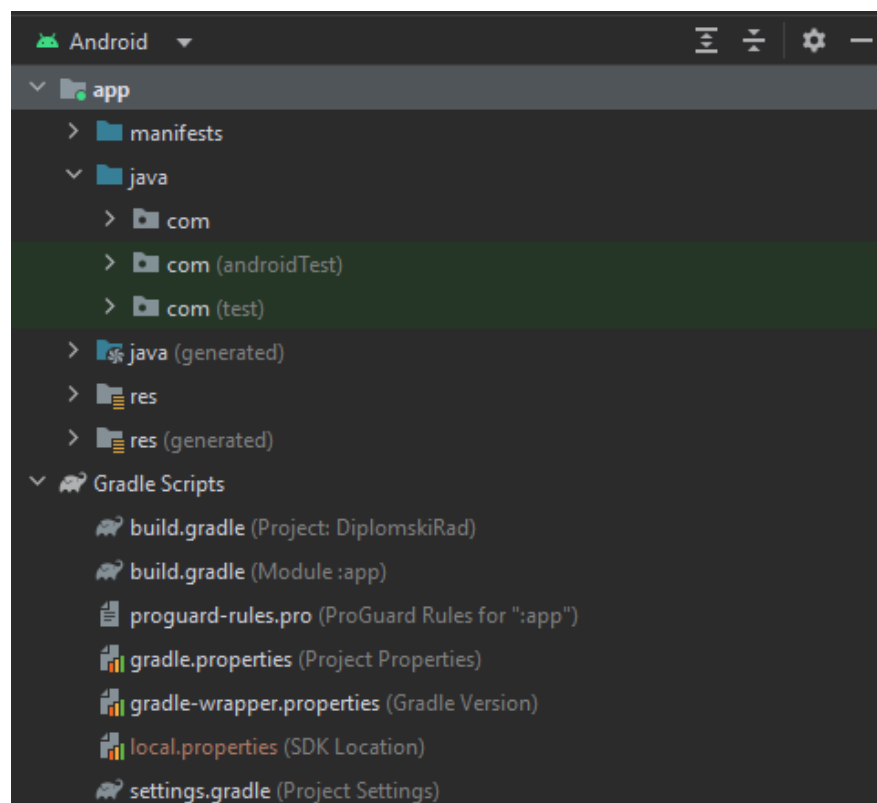 Android
app
manifests
java
com
com (androidTest)
com (test)
java (generated)
res
res (generated)
Gradle Scripts
build.gradle (Project: DiplomskiRad)
build.gradle (Module :app)
proguard-rules.pro (ProGuard Rules for ":app")
gradle.properties (Project Properties)
gradle-wrapper.properties (Gradle Version)
local.properties (SDK Location)
settings.gradle (Project Settings)